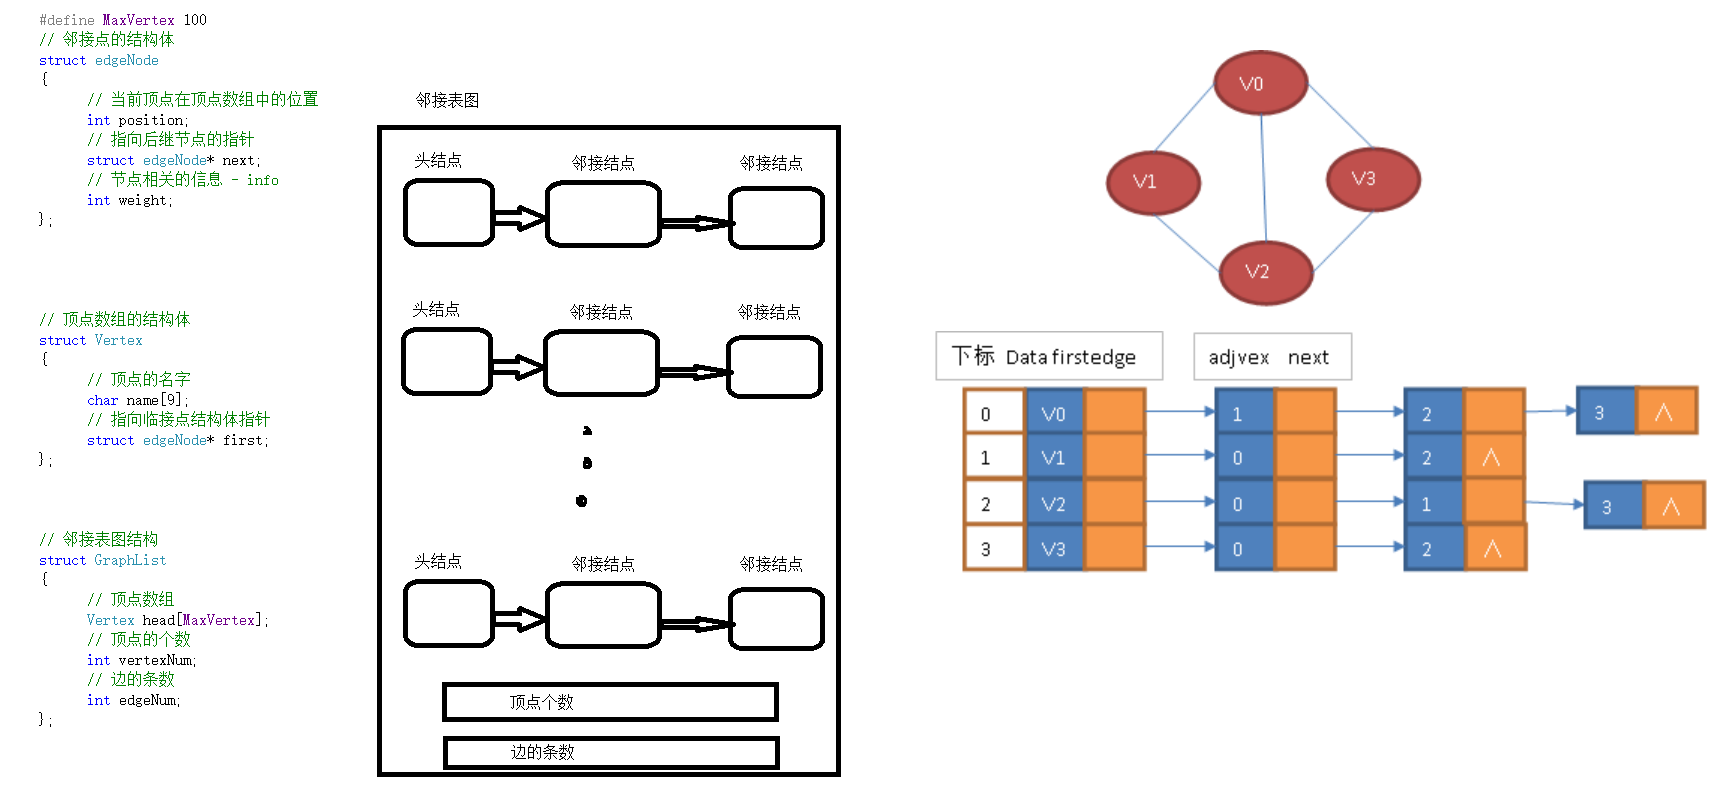 #define MaxVertex 100
// 邻接点的结构体
struct edgeNode
{
// 当前顶点在顶点数组中的位置
int position;
// 指向后继节点的指针
struct edgeNode* next;
// 节点相关的信息 - info
int weight;
};
// 顶点数组的结构体
struct Vertex
{
// 顶点的名字
char name[9];
// 指向临接点结构体指针
struct edgeNode* first;
};
// 邻接表图结构
struct GraphList
{
// 顶点数组
Vertex head[MaxVertex];
// 顶点的个数
int vertexNum;
// 边的条数
int edgeNum;
};
邻接表图
头结点 邻接结点 邻接结点
头结点 邻接结点 邻接结点
头结点 邻接结点 邻接结点
顶点个数
边的条数
V0
V1 V3
V2
下标 Data firstedge adjvex next
0 V0 1 2 3 ∧
1 V1 0 2 ∧
2 V2 0 1 3 ∧
3 V3 0 2 ∧